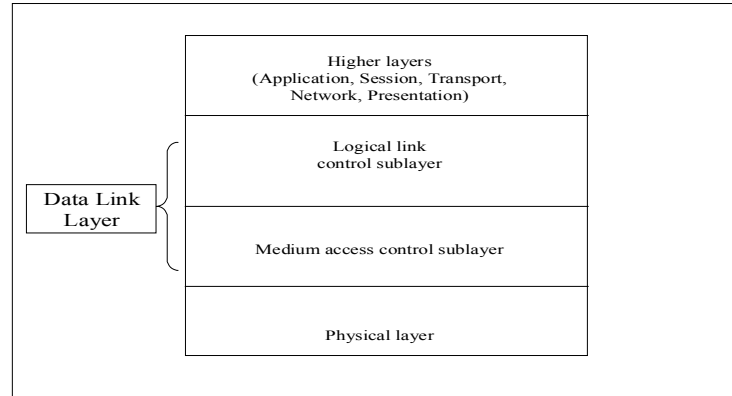 Higher layers
(Application, Session, Transport,
Network, Presentation)
Logical link
control sublayer
Data Link
Layer
Medium access control sublayer
Physical layer